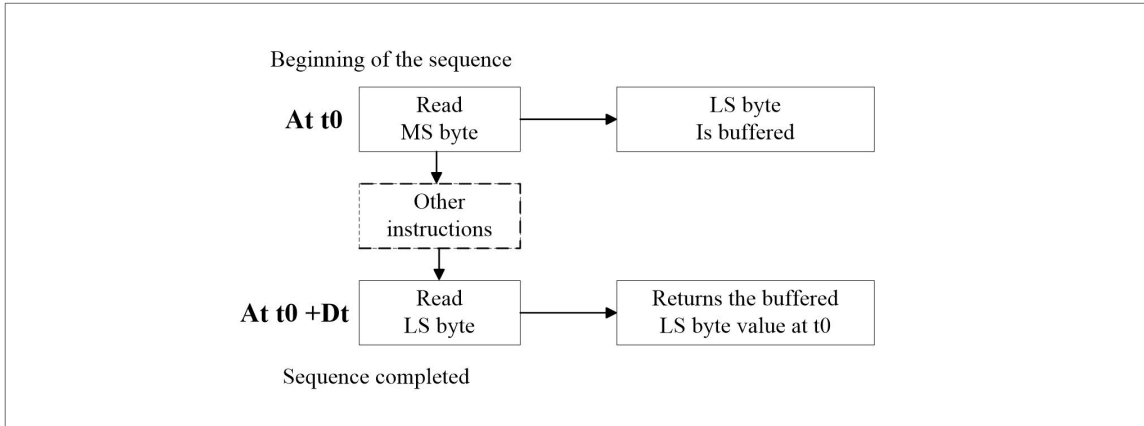 Beginning of the sequence
At t0
Read
MS byte
LS byte
Is buffered
Other
instructions
At t0 +Dt
Read
LS byte
Returns the buffered
LS byte value at t0
Sequence completed